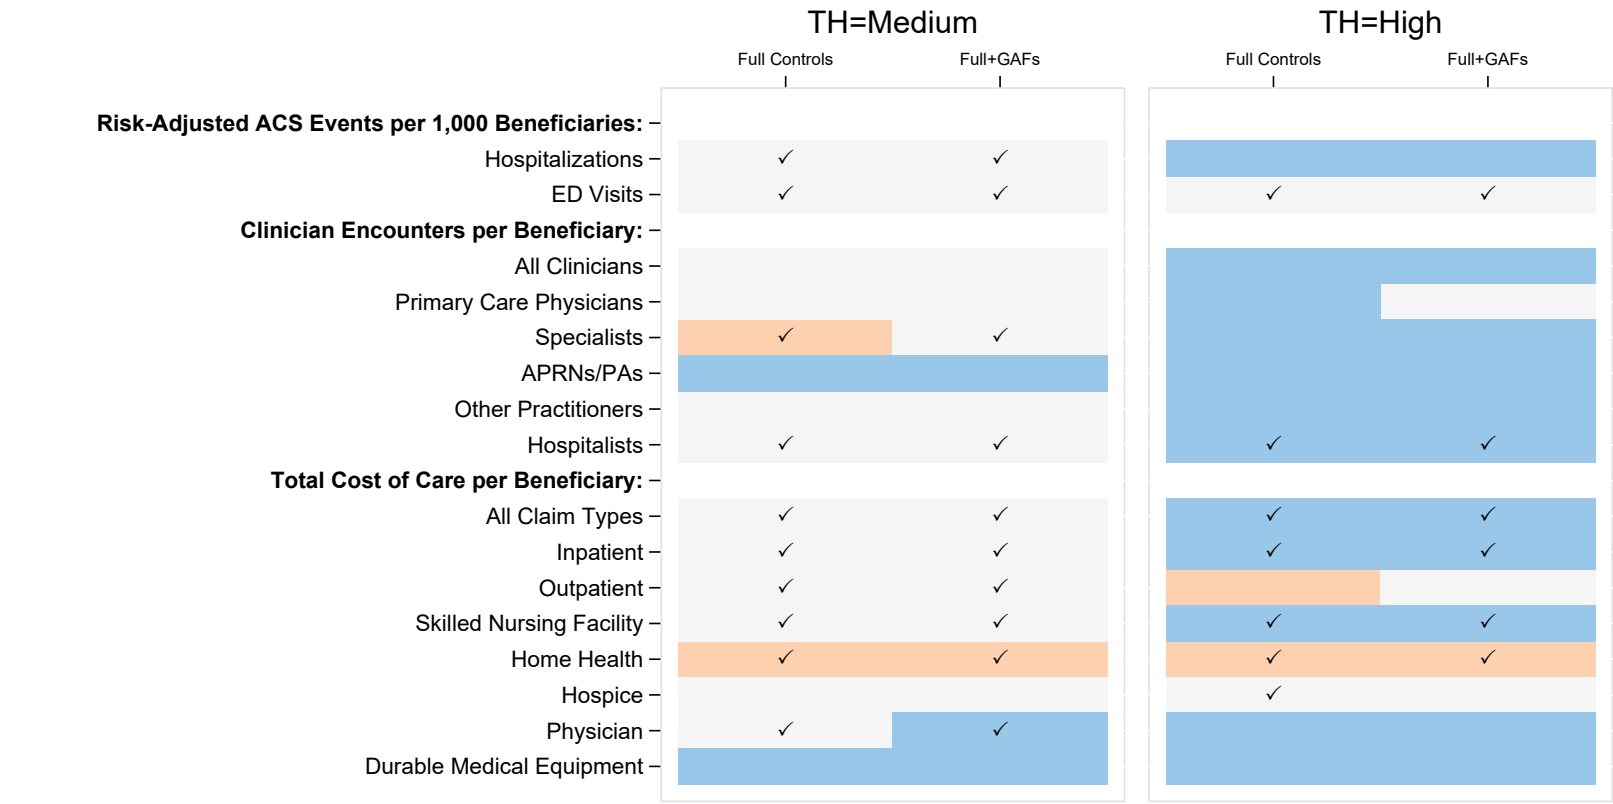 TH=Medium TH=High
Full Controls Full+GAFs Full Controls Full+GAFs
Risk-Adjusted ACS Events per 1,000 Beneficiaries:
Hospitalizations ✓ ✓
ED Visits ✓ ✓ ✓ ✓
Clinician Encounters per Beneficiary:
All Clinicians
Primary Care Physicians
Specialists ✓ ✓
APRNs/PAs
Other Practitioners
Hospitalists ✓ ✓ ✓ ✓
Total Cost of Care per Beneficiary:
All Claim Types ✓ ✓ ✓ ✓
Inpatient ✓ ✓ ✓ ✓
Outpatient ✓ ✓
Skilled Nursing Facility ✓ ✓ ✓ ✓
Home Health ✓ ✓ ✓ ✓
Hospice ✓
Physician ✓ ✓
Durable Medical Equipment